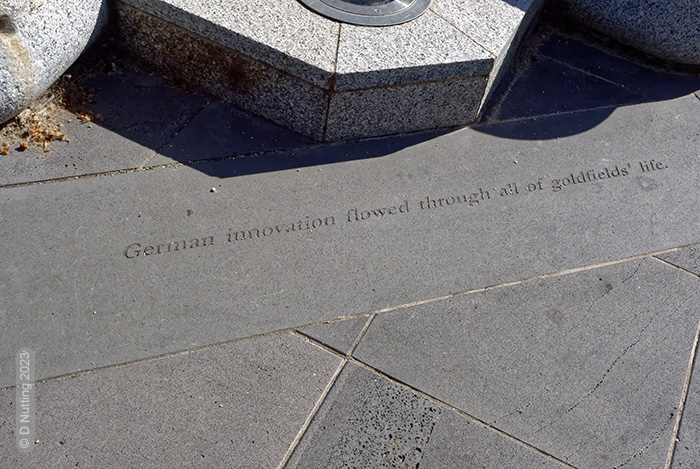 German innovation flowed through all of goldfields' life.
© D Nutting 2023